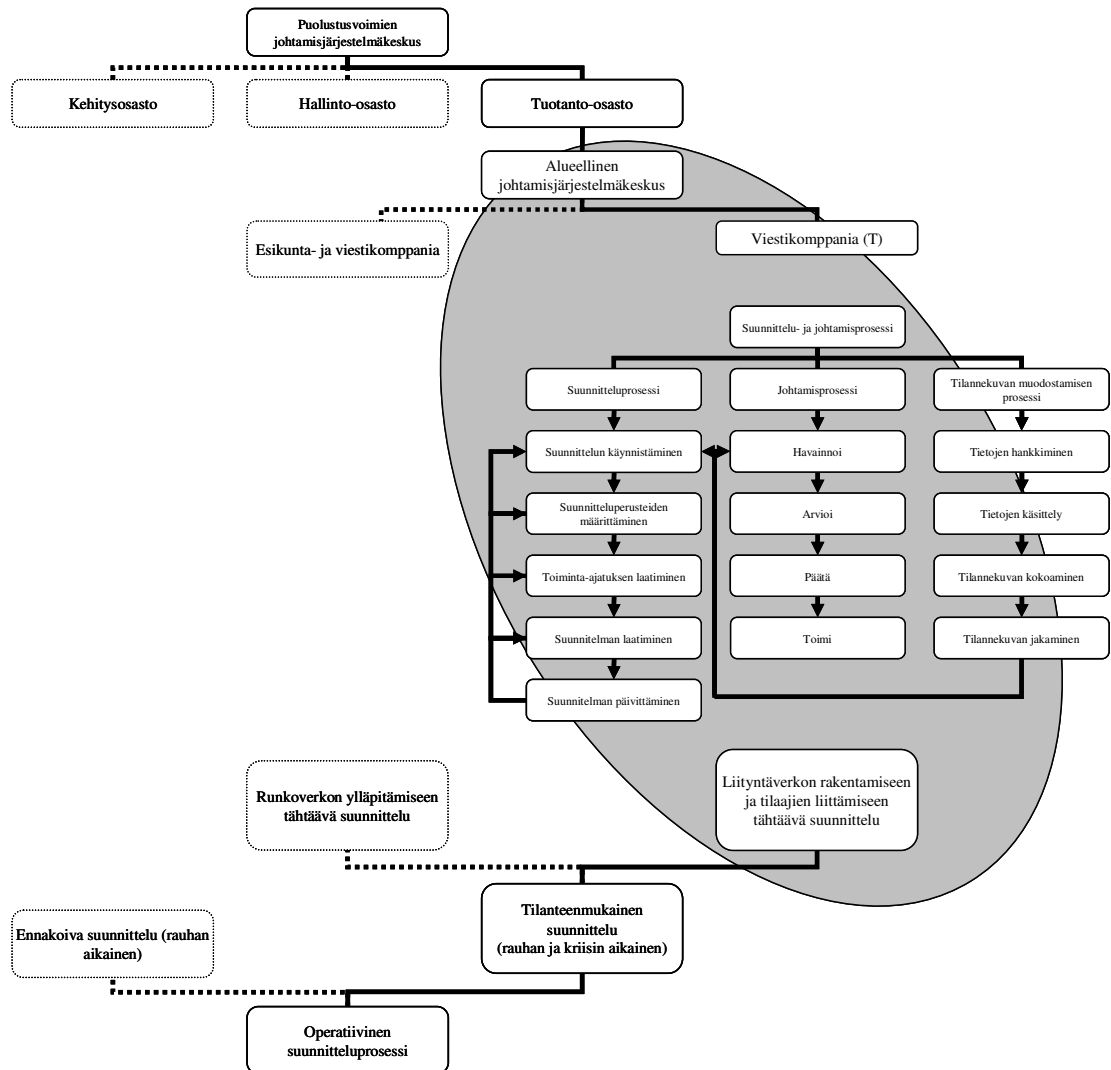 Puolustusvoimien
johtamisjärjestelmäkeskus
Kehitysosasto
Hallinto-osasto
Tuotanto-osasto
Alueellinen
johtamisjärjestelmäkeskus
Esikunta- ja viestikomppania
Viestikomppania (T)
Suunnittelu- ja johtamisprosessi
Suunnitteluprosessi
Johtamisprosessi
Tilannekuvan muodostamisen
prosessi
Suunnittelun käynnistäminen
Havainnoi
Tietojen hankkiminen
Suunnitteluperusteiden
määrittäminen
Arvioi
Tietojen käsittely
Toiminta-ajatuksen laatiminen
Päätä
Tilannekuvan kokoaminen
Suunnitelman laatiminen
Toimi
Tilannekuvan jakaminen
Suunnitelman päivittäminen
Runkoverkon ylläpitämiseen
tähtäävä suunnittelu
Liityntäverkon rakentamiseen
ja tilaajien liittämiseen
tähtäävä suunnittelu
Tilanteenmukainen
suunnittelu
(rauhan ja kriisin aikainen)
Ennakoiva suunnittelu (rauhan
aikainen)
Operatiivinen
suunnitteluprosessi